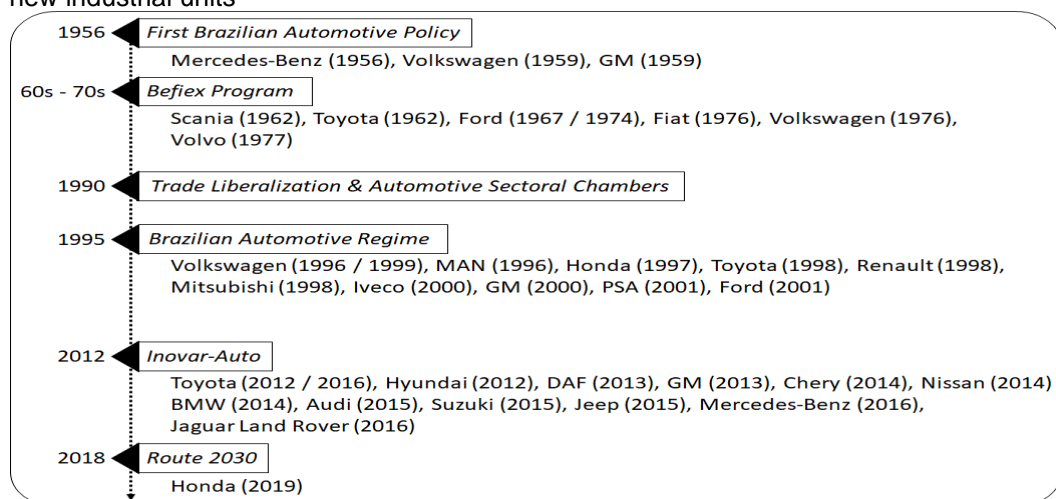 new industrial units
1956 First Brazilian Automotive Policy
Mercedes-Benz (1956), Volkswagen (1959), GM (1959)
60s - 70s Befiex Program
Scania (1962), Toyota (1962), Ford (1967 / 1974), Fiat (1976), Volkswagen (1976),
Volvo (1977)
1990 Trade Liberalization & Automotive Sectoral Chambers
1995 Brazilian Automotive Regime
Volkswagen (1996 / 1999), MAN (1996), Honda (1997), Toyota (1998), Renault (1998),
Mitsubishi (1998), Iveco (2000), GM (2000), PSA (2001), Ford (2001)
2012 Inovar-Auto
Toyota (2012 / 2016), Hyundai (2012), DAF (2013), GM (2013), Chery (2014), Nissan (2014)
BMW (2014), Audi (2015), Suzuki (2015), Jeep (2015), Mercedes-Benz (2016),
Jaguar Land Rover (2016)
2018 Route 2030
Honda (2019)